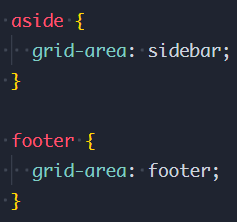 aside {
  grid-area: sidebar;
}

footer {
  grid-area: footer;
}